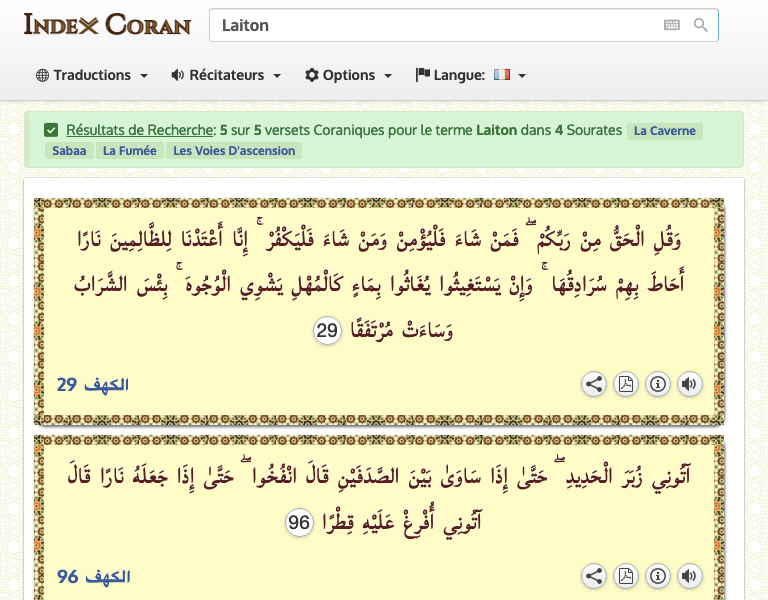 INDEX CORAN
Laiton
Traductions Récitateurs Options Langue:
Résultats de Recherche: 5 sur 5 versets Coraniques pour le terme Laiton dans 4 Sourates La Caverne
Sabaa La Fumée Les Voies D'ascension
وَقُلِ الْحَقُّ مِنْ رَبِّكُمْ ۖ فَمَنْ شَاءَ فَلْيُؤْمِنْ وَمَنْ شَاءَ فَلْيَكْفُرْ ۚ إِنَّا أَعْتَدْنَا لِلظَّالِمِينَ نَارًا
أَحَاطَ بِهِمْ سُرَادِقُهَا ۚ وَإِنْ يَسْتَغِيثُوا يُغَاثُوا بِمَاءٍ كَالْمُهْلِ يَشْوِي الْوُجُوهَ ۚ بِئْسَ الشَّرَابُ
وَسَاءَتْ مُرْتَفَقًا 29
الكهف 29
آتُونِي زُبَرَ الْحَدِيدِ ۖ حَتَّىٰ إِذَا سَاوَىٰ بَيْنَ الصَّدَفَيْنِ قَالَ انْفُخُوا ۖ حَتَّىٰ إِذَا جَعَلَهُ نَارًا قَالَ
آتُونِي أُفْرِغْ عَلَيْهِ قِطْرًا 96
الكهف 96